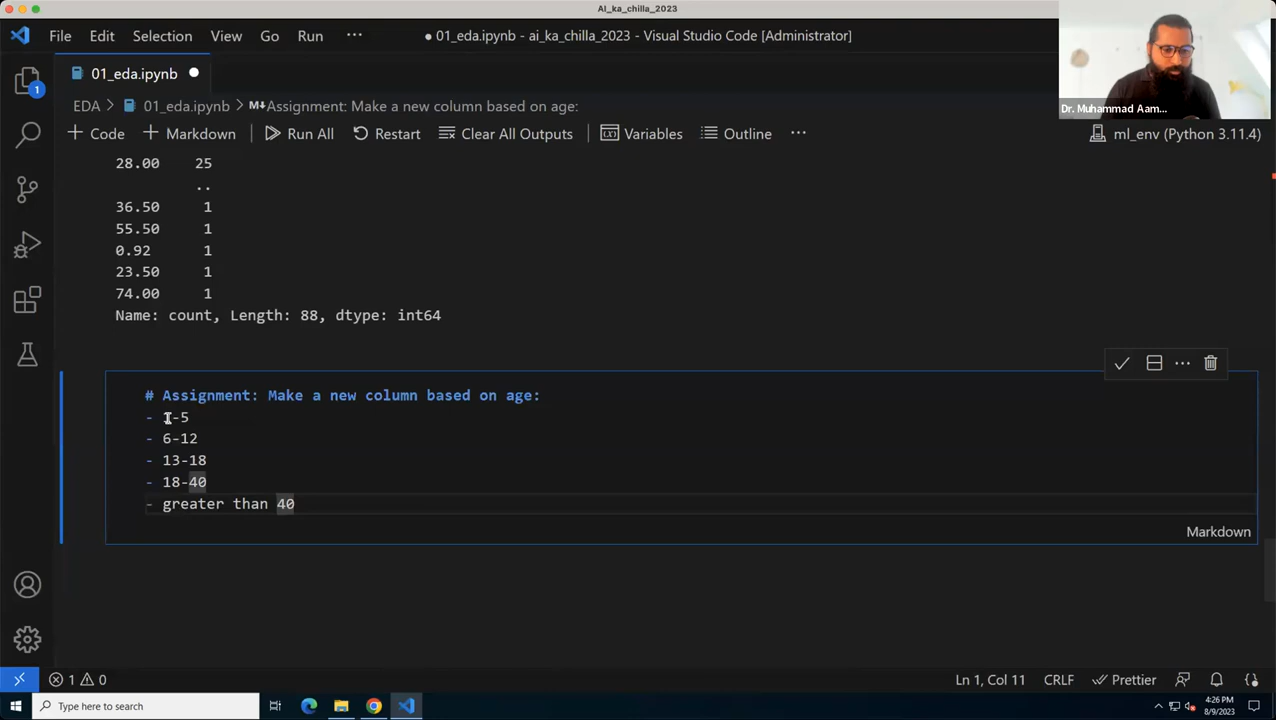 AI_ka_chilla_2023
File Edit Selection View Go Run ··· ● 01_eda.ipynb - ai_ka_chilla_2023 - Visual Studio Code [Administrator]
1
01_eda.ipynb
EDA > 01_eda.ipynb > M↓Assignment: Make a new column based on age:
+ Code + Markdown Run All Restart Clear All Outputs Variables Outline ··· ml_env (Python 3.11.4)
Dr. Muhammad Aam...
28.00 25
..
36.50 1
55.50 1
0.92 1
23.50 1
74.00 1
Name: count, Length: 88, dtype: int64
# Assignment: Make a new column based on age:
- -5
- 6-12
- 13-18
- 18-40
- greater than 40
Markdown
1 0 Ln 1, Col 11 CRLF Prettier
Type here to search
4:26 PM
8/9/2023